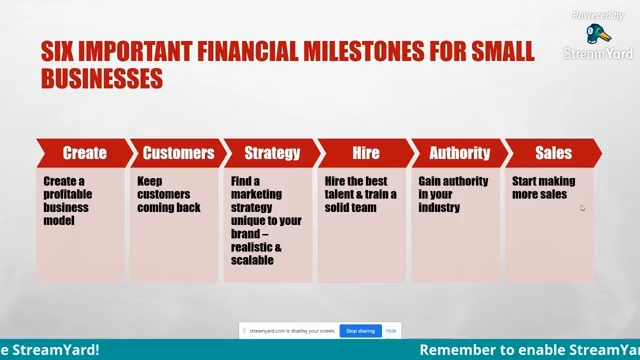 Powered by
StreamYard
SIX IMPORTANT FINANCIAL MILESTONES FOR SMALL
BUSINESSES
Create
Create a
profitable
business
model
Customers
Keep
customers
coming back
Strategy
Find a
marketing
strategy
unique to your
brand –
realistic &
scalable
Hire
Hire the best
talent & train a
solid team
Authority
Gain authority
in your
industry
Sales
Start making
more sales
streamyard.com is sharing your screen.
Stop sharing
Hide
e StreamYard!
Remember to enable StreamYa